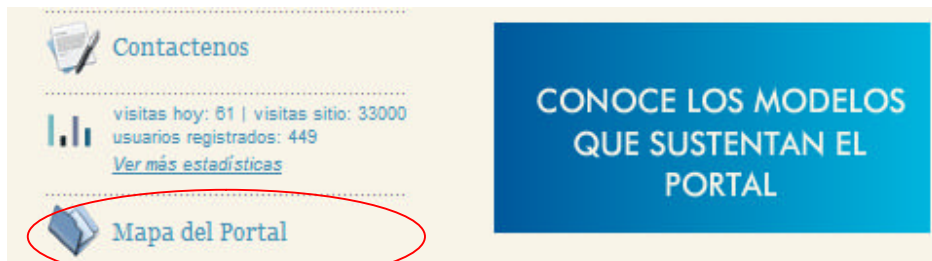 Contactenos
visitas hoy: 61 | visitas sitio: 33000
usuarios registrados: 449
Ver más estadísticas
Mapa del Portal
CONOCE LOS MODELOS
QUE SUSTENTAN EL
PORTAL